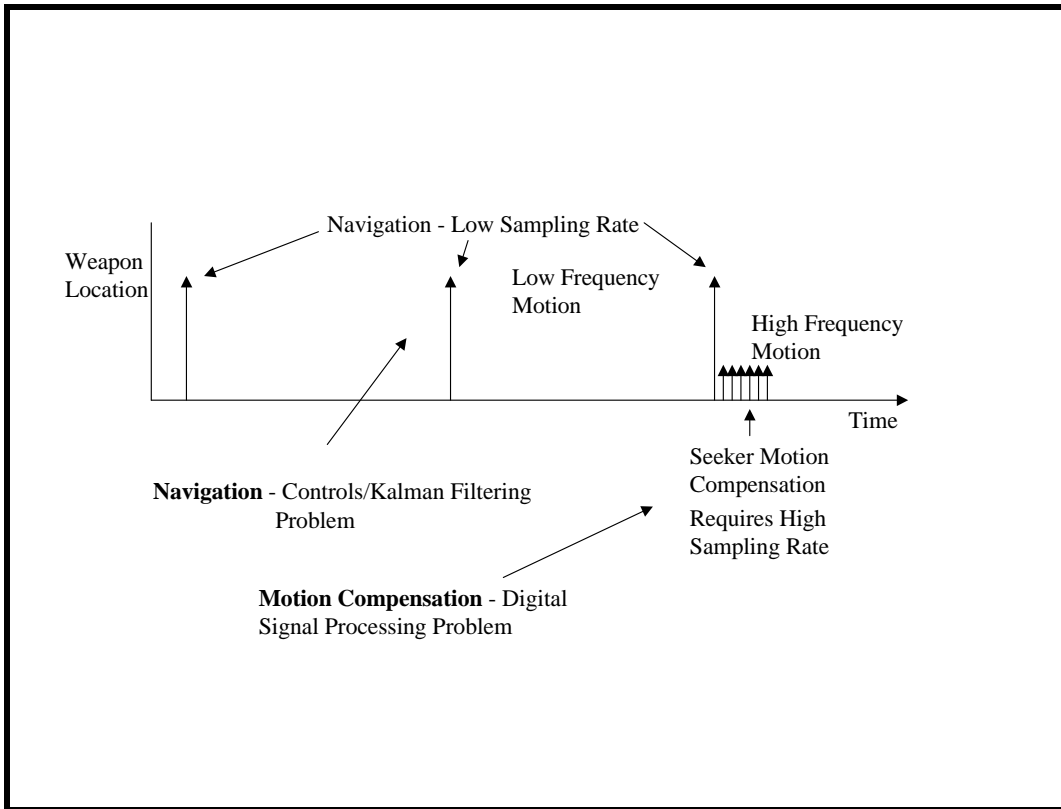 Navigation - Low Sampling Rate
Weapon
Location
Low Frequency
Motion
High Frequency
Motion
Time
Seeker Motion
Compensation
Requires High
Sampling Rate
Navigation - Controls/Kalman Filtering
Problem
Motion Compensation - Digital
Signal Processing Problem